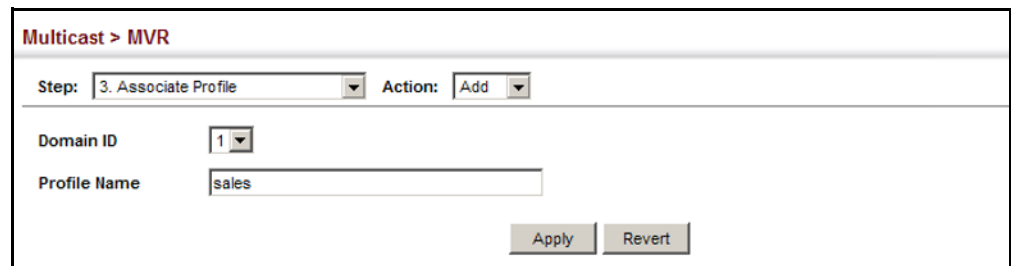 Multicast > MVR
Step: 3. Associate Profile Action: Add
Domain ID 1
Profile Name sales
Apply Revert